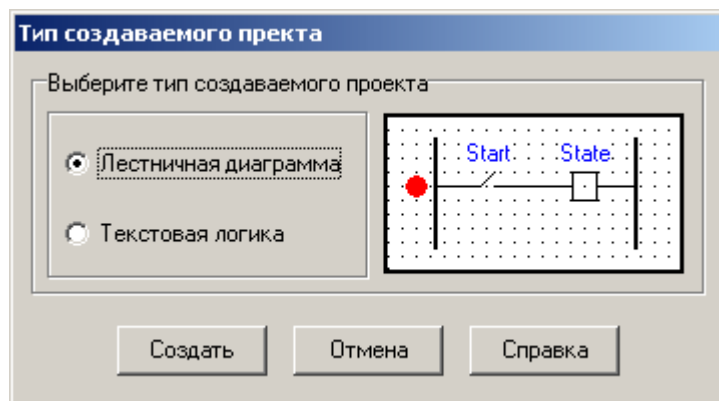 Тип создаваемого пректа
Выберите тип создаваемого проекта
Лестничная диаграмма
Текстовая логика
Start State
Создать Отмена Справка